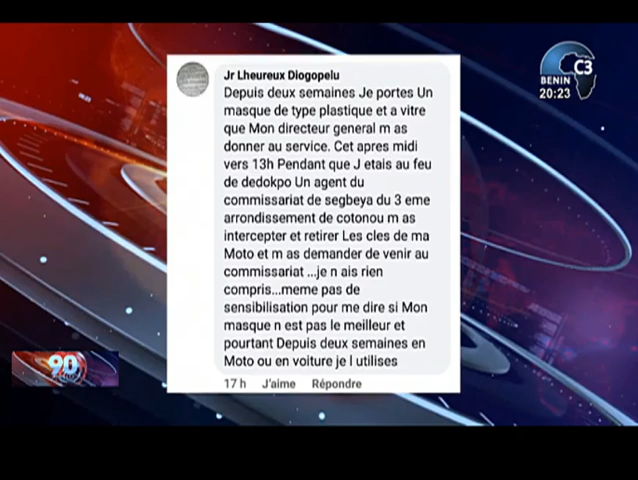 Jr Lheureux Diogopelu
Depuis deux semaines Je portes Un
masque de type plastique et a vitre
que Mon directeur general m as
donner au service. Cet apres midi
vers 13h Pendant que J etais au feu
de dedokpo Un agent du
commissariat de segbeya du 3 eme
arrondissement de cotonou m as
intercepter et retirer Les cles de ma
Moto et m as demander de venir au
commissariat ...je n ais rien
compris...meme pas de
sensibilisation pour me dire si Mon
masque n est pas le meilleur et
pourtant Depuis deux semaines en
Moto ou en voiture je l utilises
17 h J'aime Répondre
C3
BENIN
20:23
90